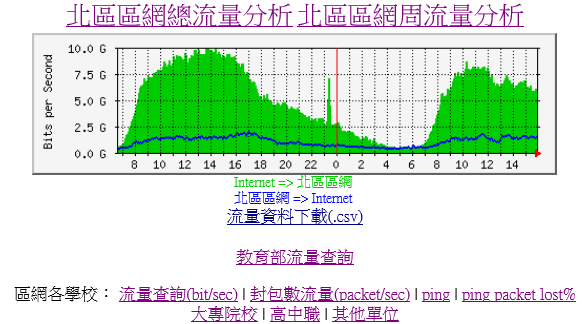 北區區網總流量分析 北區區網周流量分析
Bits per Second
10.0 G
7.5 G
5.0 G
2.5 G
0.0 G
8 10 12 14 16 18 20 22 0 2 4 6 8 10 12 14
Internet => 北區區網
北區區網 => Internet
流量資料下載(.csv)
教育部流量查詢
區網各學校： 流量查詢(bit/sec) | 封包數流量(packet/sec) | ping | ping packet lost%
大專院校 | 高中職 | 其他單位